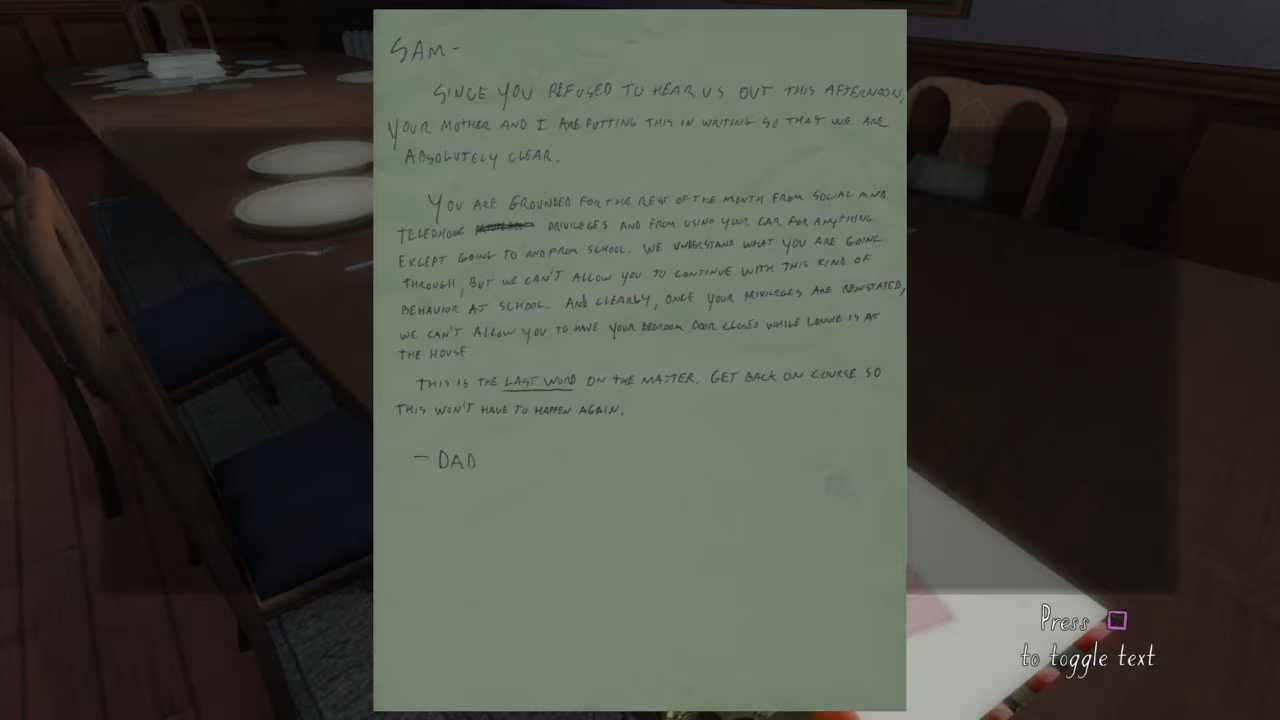 SAM-
SINCE YOU REFUSED TO HEAR US OUT THIS AFTERNOON,
YOUR MOTHER AND I ARE PUTTING THIS IN WRITING SO THAT WE ARE
ABSOLUTELY CLEAR.
YOU ARE GROUNDED FOR THE REST OF THE MONTH FROM SOCIAL AND
TELEPHONE PRIVILEGES AND FROM USING YOUR CAR FOR ANYTHING
EXCEPT GOING TO AND FROM SCHOOL. WE UNDERSTAND WHAT YOU ARE GOING
THROUGH, BUT WE CAN'T ALLOW YOU TO CONTINUE WITH THIS KIND OF
BEHAVIOR AT SCHOOL. AND CLEARLY, ONCE YOUR PRIVILEGES ARE REINSTATED,
WE CAN'T ALLOW YOU TO HAVE YOUR BEDROOM DOOR CLOSED WHILE LONNIE IS AT
THE HOUSE.
THIS IS THE LAST WORD ON THE MATTER. GET BACK ON COURSE SO
THIS WON'T HAVE TO HAPPEN AGAIN.
- DAD
Press
to toggle text